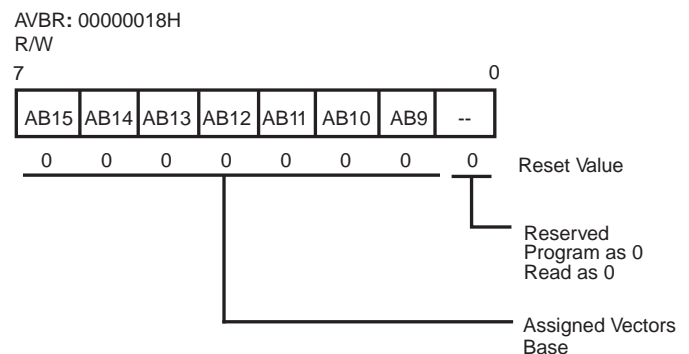 AVBR: 00000018H
R/W
7 0
AB15 AB14 AB13 AB12 AB11 AB10 AB9 --
0 0 0 0 0 0 0 0 Reset Value
Reserved
Program as 0
Read as 0
Assigned Vectors
Base